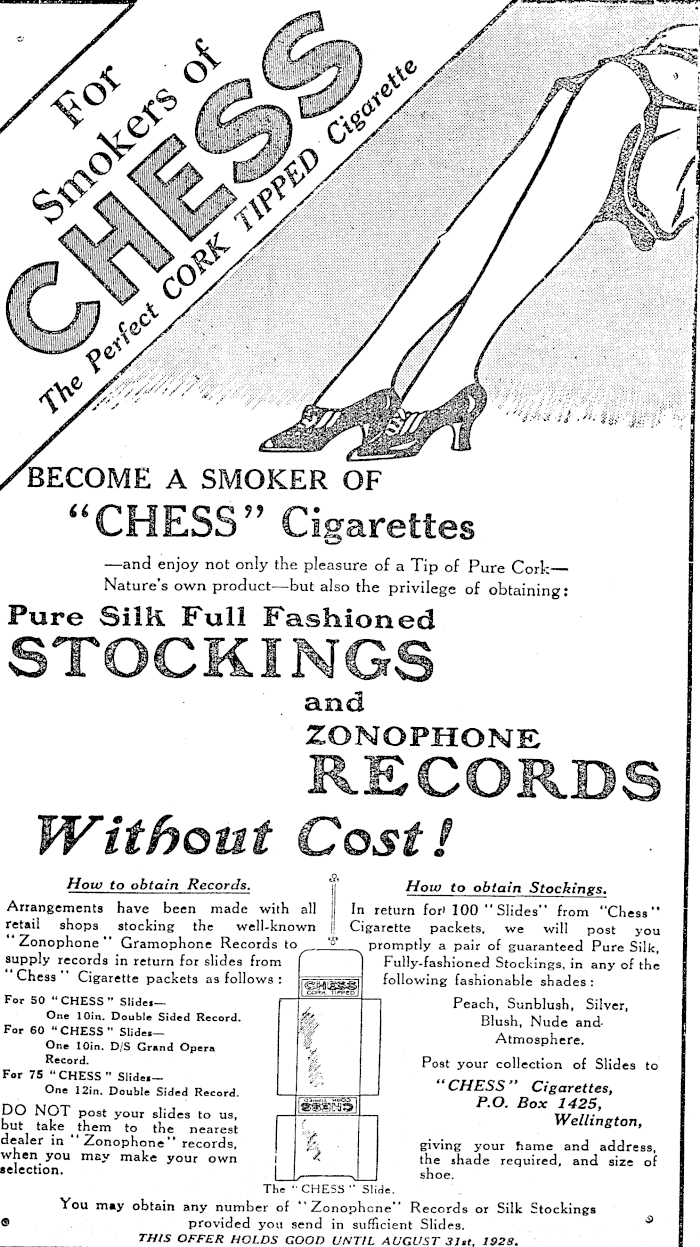 For
Smokers of
CHESS
The Perfect CORK TIPPED Cigarette
BECOME A SMOKER OF
"CHESS" Cigarettes
—and enjoy not only the pleasure of a Tip of Pure Cork—
Nature's own product—but also the privilege of obtaining:
Pure Silk Full Fashioned
STOCKINGS
and
ZONOPHONE
RECORDS
Without Cost!
How to obtain Records.
Arrangements have been made with all
retail shops stocking the well-known
"Zonophone" Gramophone Records to
supply records in return for slides from
"Chess" Cigarette packets as follows:
For 50 "CHESS" Slides—
One 10in. Double Sided Record.
For 60 "CHESS" Slides—
One 10in. D/S Grand Opera
Record.
For 75 "CHESS" Slides—
One 12in. Double Sided Record.
DO NOT post your slides to us,
but take them to the nearest
dealer in "Zonophone" records,
when you may make your own
selection.
CHESS
CORK TIPPED
CHESS
CORK TIPPED
The "CHESS" Slide.
How to obtain Stockings.
In return for 100 "Slides" from "Chess"
Cigarette packets, we will post you
promptly a pair of guaranteed Pure Silk,
Fully-fashioned Stockings, in any of the
following fashionable shades:
Peach, Sunblush, Silver,
Blush, Nude and
Atmosphere.
Post your collection of Slides to
"CHESS" Cigarettes,
P.O. Box 1425,
Wellington,
giving your name and address,
the shade required, and size of
shoe.
You may obtain any number of "Zonophone" Records or Silk Stockings
provided you send in sufficient Slides.
THIS OFFER HOLDS GOOD UNTIL AUGUST 31st, 1928.